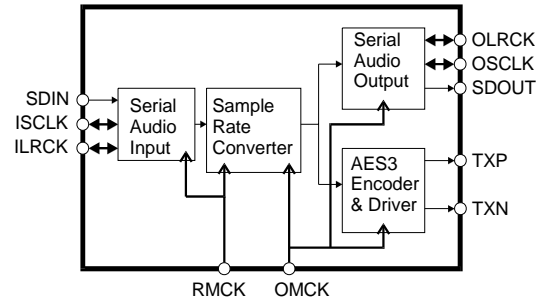 SDIN
ISCLK
ILRCK
Serial
Audio
Input
Sample
Rate
Converter
Serial
Audio
Output
AES3
Encoder
& Driver
OLRCK
OSCLK
SDOUT
TXP
TXN
RMCK
OMCK